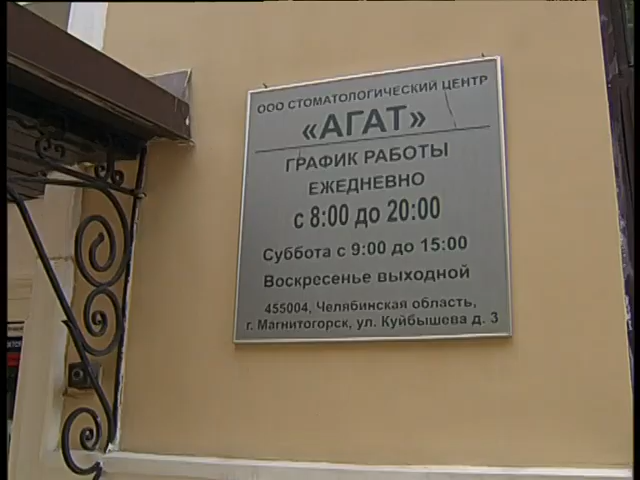 ООО СТОМАТОЛОГИЧЕСКИЙ ЦЕНТР
«АГАТ»
ГРАФИК РАБОТЫ
ЕЖЕДНЕВНО
с 8:00 до 20:00
Суббота с 9:00 до 15:00
Воскресенье выходной
455004, Челябинская область,
г. Магнитогорск, ул. Куйбышева д. 3